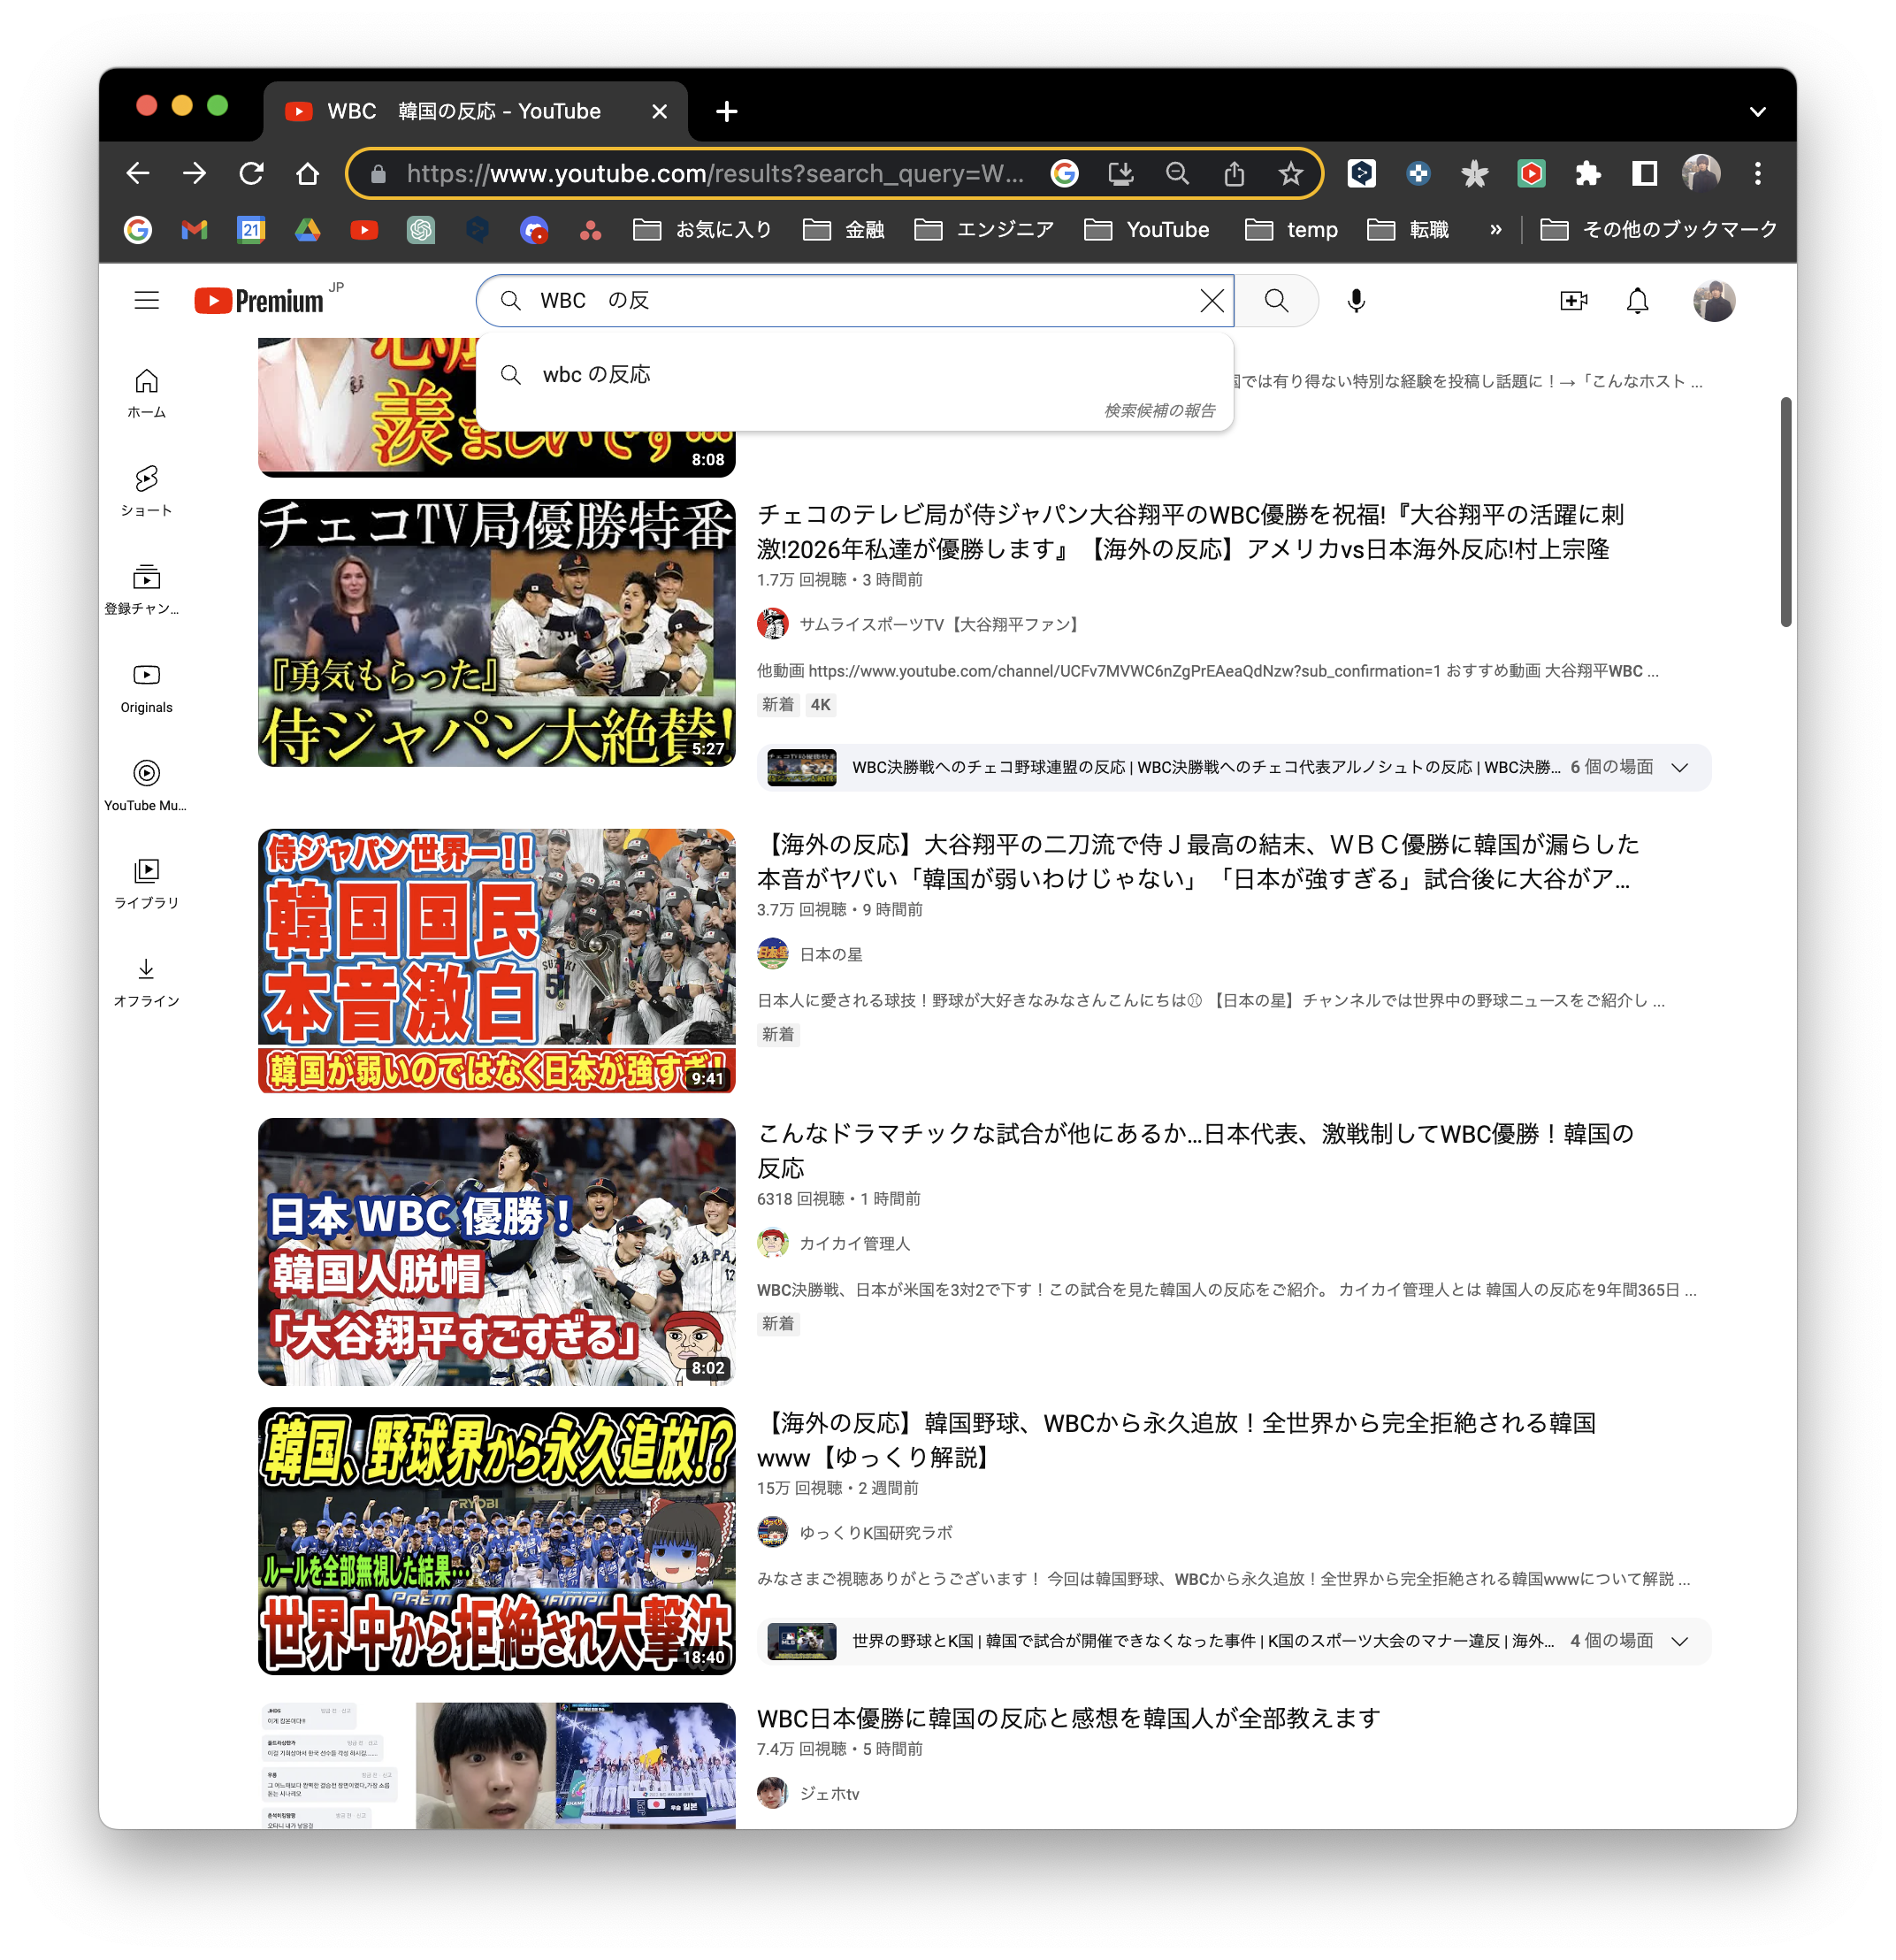 WBC　韓国の反応 - YouTube
https://www.youtube.com/results?search_query=W...
21
お気に入り
金融
エンジニア
YouTube
temp
転職
»
その他のブックマーク
Premium JP
WBC　の反
wbc の反応
検索候補の報告
ホーム
ショート
登録チャン...
Originals
YouTube Mu...
ライブラリ
オフライン
羨ましいです...
8:08
では有り得ない特別な経験を投稿し話題に！→「こんなホスト ...
チェコTV局優勝特番
『勇気もらった』
侍ジャパン大絶賛!
5:27
チェコのテレビ局が侍ジャパン大谷翔平のWBC優勝を祝福!『大谷翔平の活躍に刺
激!2026年私達が優勝します』【海外の反応】アメリカvs日本海外反応!村上宗隆
1.7万 回視聴・3 時間前
サムライスポーツTV【大谷翔平ファン】
他動画 https://www.youtube.com/channel/UCFv7MVWC6nZgPrEAeaQdNzw?sub_confirmation=1 おすすめ動画 大谷翔平WBC ...
新着 4K
WBC決勝戦へのチェコ野球連盟の反応 | WBC決勝戦へのチェコ代表アルノシュトの反応 | WBC決勝... 6 個の場面
侍ジャパン世界一!!
韓国国民
本音激白
韓国が弱いのではなく日本が強すぎ!
SUZUKI
51
9:41
【海外の反応】大谷翔平の二刀流で侍Ｊ最高の結末、ＷＢＣ優勝に韓国が漏らした
本音がヤバい「韓国が弱いわけじゃない」「日本が強すぎる」試合後に大谷がア...
3.7万 回視聴・9 時間前
日本の星
日本人に愛される球技！野球が大好きなみなさんこんにちは⚾ 【日本の星】チャンネルでは世界中の野球ニュースをご紹介し ...
新着
日本 WBC 優勝！
韓国人脱帽
「大谷翔平すごすぎる」
JAPAN
12
8:02
こんなドラマチックな試合が他にあるか...日本代表、激戦制してWBC優勝！韓国の
反応
6318 回視聴・1 時間前
カイカイ管理人
WBC決勝戦、日本が米国を3対2で下す！この試合を見た韓国人の反応をご紹介。 カイカイ管理人とは 韓国人の反応を9年間365日 ...
新着
韓国、野球界から永久追放!?
RYOBI
ルールを全部無視した結果…
世界中から拒絶され大撃沈
18:40
【海外の反応】韓国野球、WBCから永久追放！全世界から完全拒絶される韓国
www【ゆっくり解説】
15万 回視聴・2 週間前
ゆっくりK国研究ラボ
みなさまご視聴ありがとうございます！ 今回は韓国野球、WBCから永久追放！全世界から完全拒絶される韓国wwwについて解説 ...
世界の野球とK国 | 韓国で試合が開催できなくなった事件 | K国のスポーツ大会のマナー違反 | 海外... 4 個の場面
우승 일본
WBC日本優勝に韓国の反応と感想を韓国人が全部教えます
7.4万 回視聴・5 時間前
ジェホtv